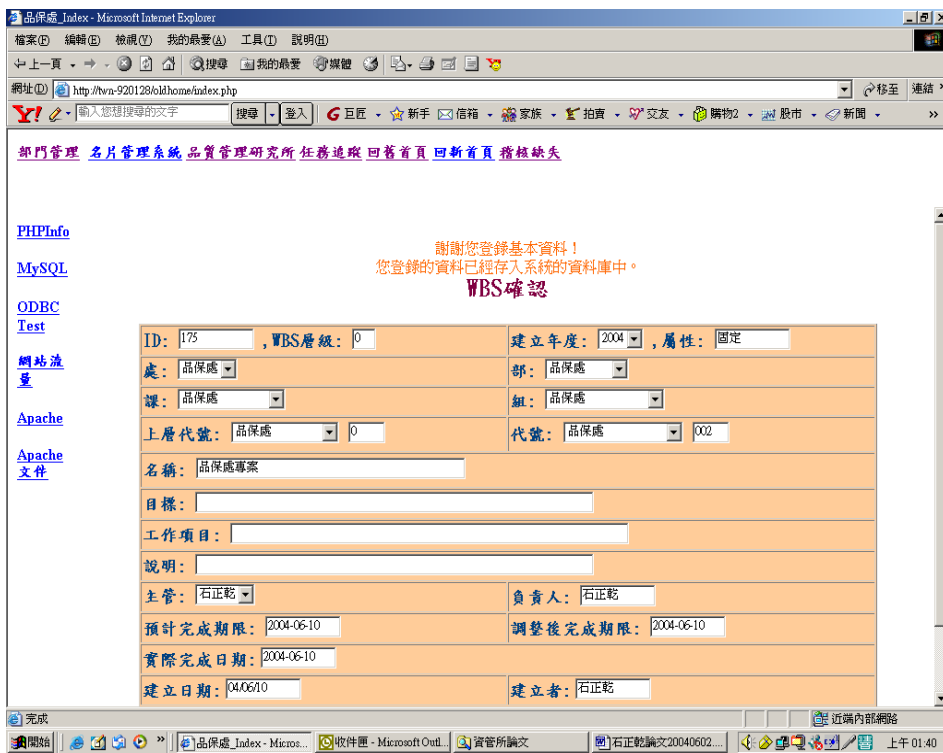 品保處_Index - Microsoft Internet Explorer
檔案(F) 編輯(E) 檢視(V) 我的最愛(A) 工具(T) 說明(H)
上一頁 搜尋 我的最愛 媒體
網址(D) http://twn-920128/oldhome/index.php 移至 連結 »
Y! 輸入您想搜尋的文字 搜尋 登入 巨匠 新手 信箱 家族 拍賣 交友 購物2 股市 新聞 »
部門管理 名片管理系統 品質管理研究所 任務追蹤 回舊首頁 回新首頁 稽核缺失
PHPInfo
MySQL
ODBC
Test
網站流
量
Apache
Apache
文件
謝謝您登錄基本資料！
您登錄的資料已經存入系統的資料庫中。
WBS確認
ID: 175 ,WBS層級: 0 建立年度: 2004 ,屬性: 固定
處: 品保處 部: 品保處
課: 品保處 組: 品保處
上層代號: 品保處 0 代號: 品保處 002
名稱: 品保處專案
目標:
工作項目:
說明:
主管: 石正乾 負責人: 石正乾
預計完成期限: 2004-06-10 調整後完成期限: 2004-06-10
實際完成日期: 2004-06-10
建立日期: 04/06/10 建立者: 石正乾
完成 近端內部網路
開始 » 品保處_Index - Micros... 收件匣 - Microsoft Outl... 資管所論文 石正乾論文20040602.... 上午 01:40